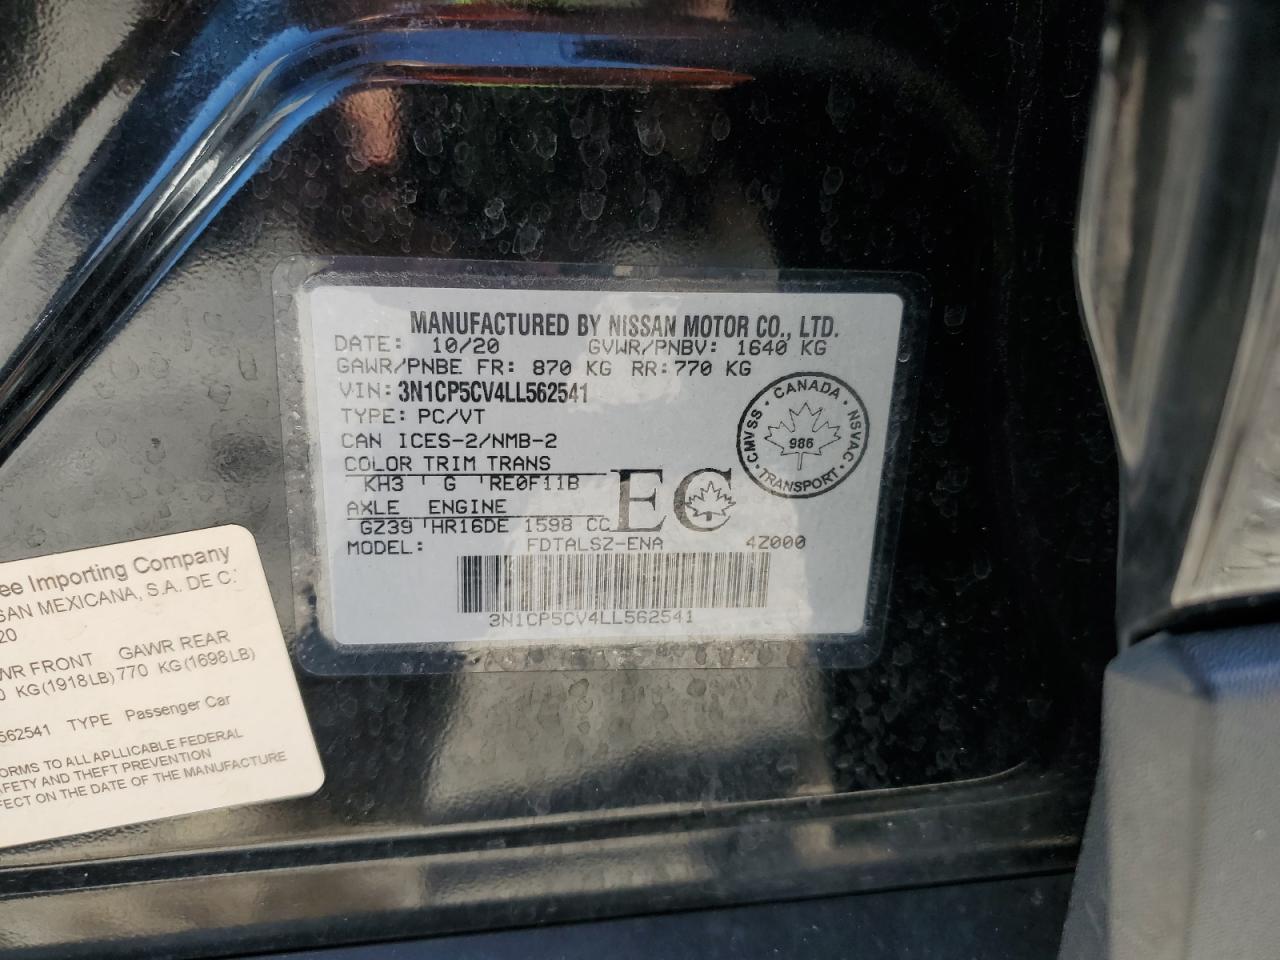 MANUFACTURED BY NISSAN MOTOR CO., LTD.
DATE: 10/20 GVWR/PNBV: 1640 KG
GAWR/PNBE FR: 870 KG RR: 770 KG
VIN: 3N1CP5CV4LL562541
TYPE: PC/VT
CAN ICES-2/NMB-2
COLOR TRIM TRANS
KH3 G RE0F11B
AXLE ENGINE
GZ39 HR16DE 1598 CC
EC
MODEL: FDTALSZ-ENA 4Z000
3N1CP5CV4LL562541
CANADA
CMVSS NSVAC
986
TRANSPORT
ee Importing Company
SAN MEXICANA, S.A. DE C.
20
WR FRONT GAWR REAR
0 KG(1918LB) 770 KG(1698LB)
562541 TYPE Passenger Car
ORMS TO ALL APLLICABLE FEDERAL
AFETY AND THEFT PREVENTION
FECT ON THE DATE OF THE MANUFACTURE